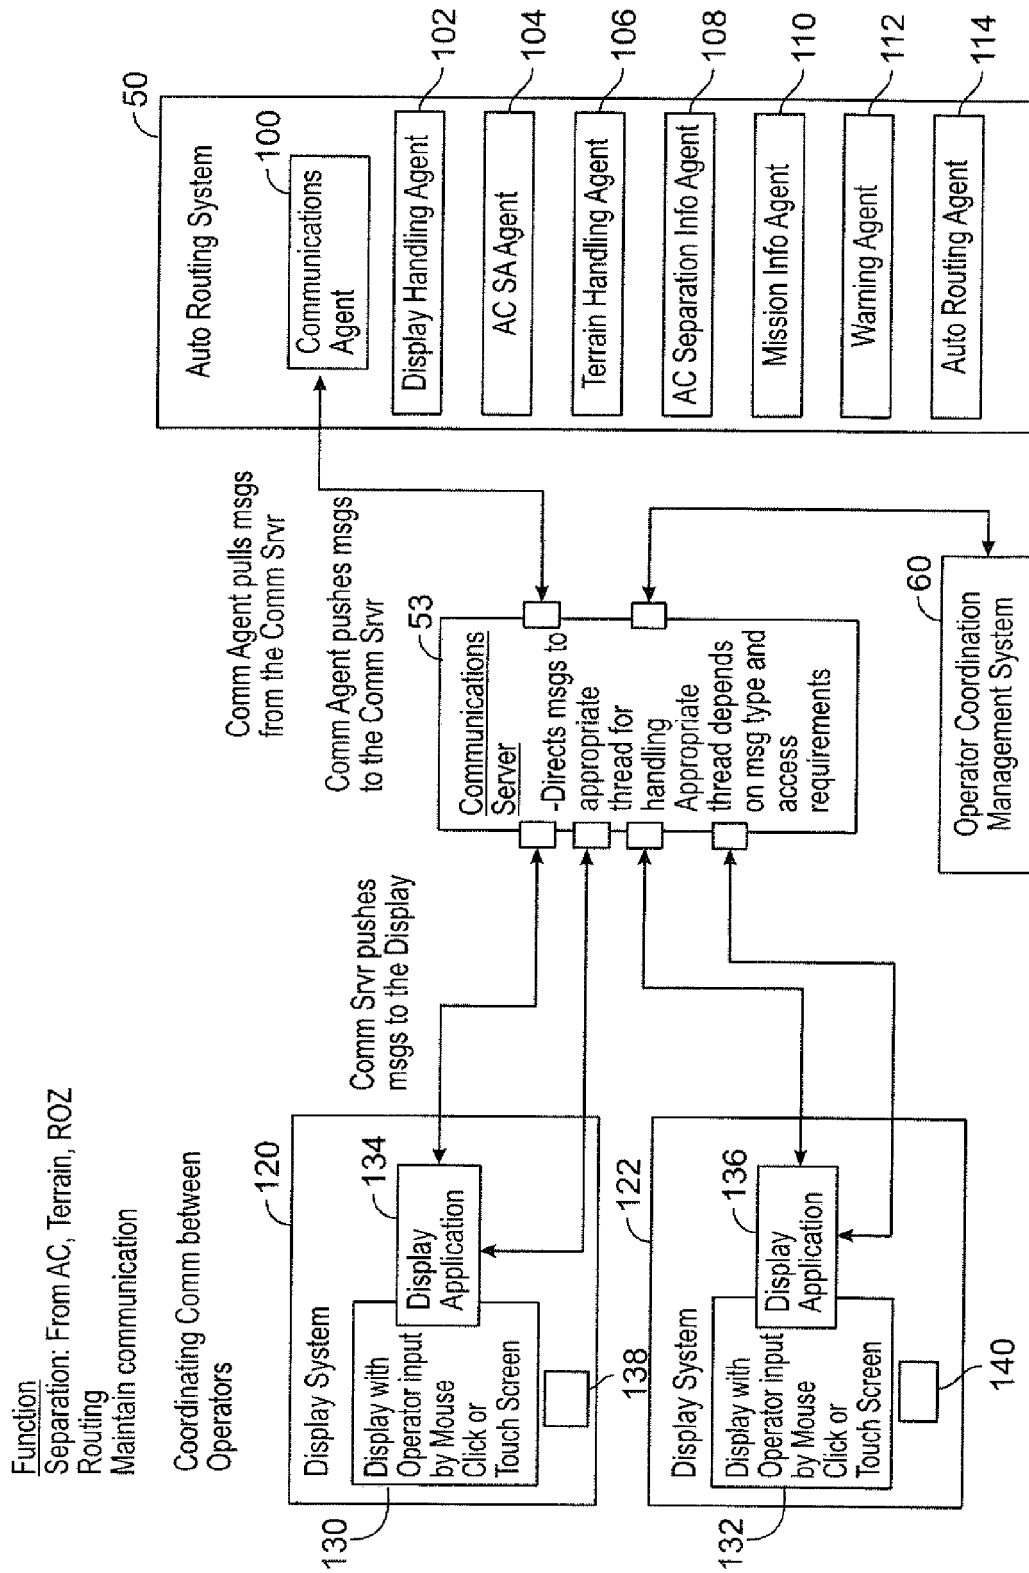 Function
Separation: From AC, Terrain, ROZ
Routing
Maintain communication
Coordinating Comm between
Operators
120
Display System
134
Display
Application
Display with
Operator input
by Mouse
Click or
Touch Screen
130
138
122
Display System
136
Display
Application
Display with
Operator input
by Mouse
Click or
Touch Screen
132
140
Comm Srvr pushes
msgs to the Display
Comm Agent pulls msgs
from the Comm Srvr
Comm Agent pushes msgs
to the Comm Srvr
53
Communications
Server
-Directs msgs to
appropriate
thread for
handling
Appropriate
thread depends
on msg type and
access
requirements
60
Operator Coordination
Management System
50
Auto Routing System
100
Communications
Agent
Display Handling Agent
102
AC SA Agent
104
Terrain Handling Agent
106
AC Separation Info Agent
108
Mission Info Agent
110
Warning Agent
112
Auto Routing Agent
114